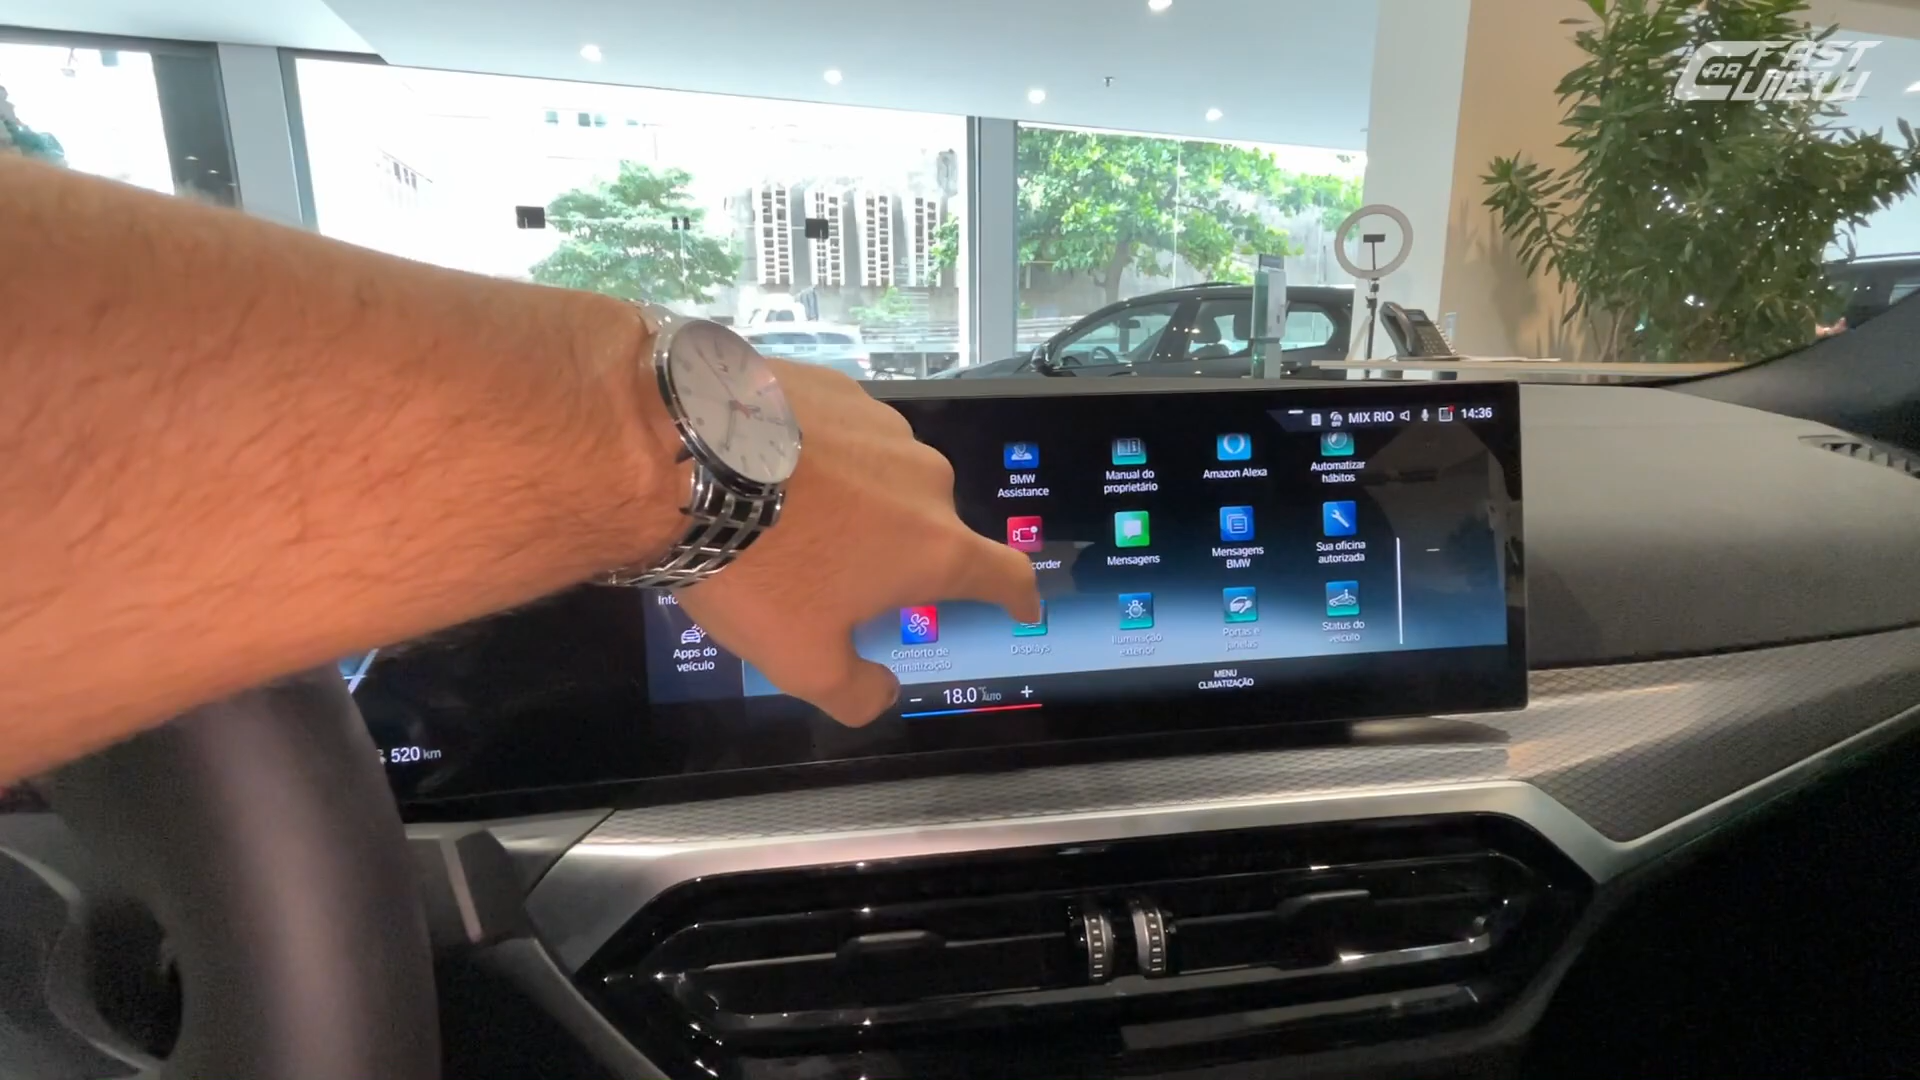 CAR FAST
VIEW
MIX RIO 14:36
BMW
Assistance
Manual do
proprietário
Amazon Alexa
Automatizar
hábitos
corder
Mensagens
Mensagens
BMW
Sua oficina
autorizada
Info
Apps do
veículo
Conforto de
climatização
Displays
Iluminação
exterior
Portas e
janelas
Status do
veículo
− 18.0 °C AUTO +
MENU
CLIMATIZAÇÃO
520 km